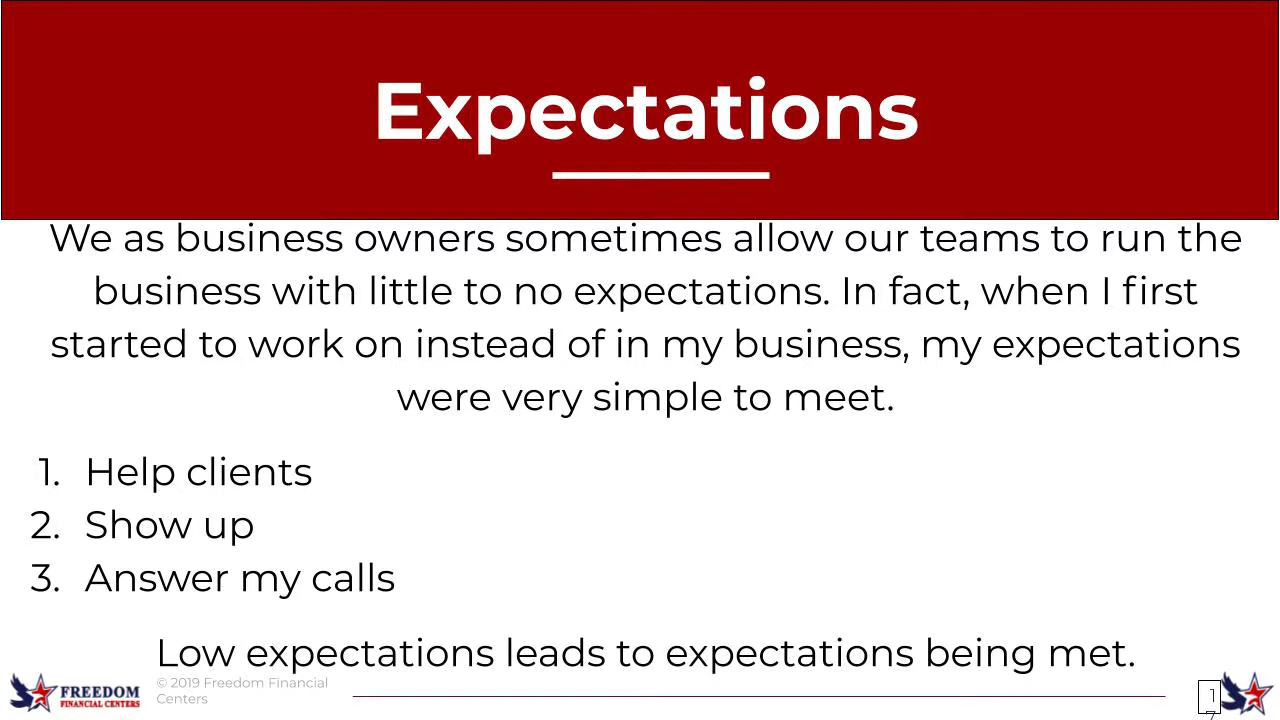 Expectations
We as business owners sometimes allow our teams to run the
business with little to no expectations. In fact, when I first
started to work on instead of in my business, my expectations
were very simple to meet.
1. Help clients
2. Show up
3. Answer my calls
Low expectations leads to expectations being met.
FREEDOM
FINANCIAL CENTERS
© 2019 Freedom Financial
Centers
1
7